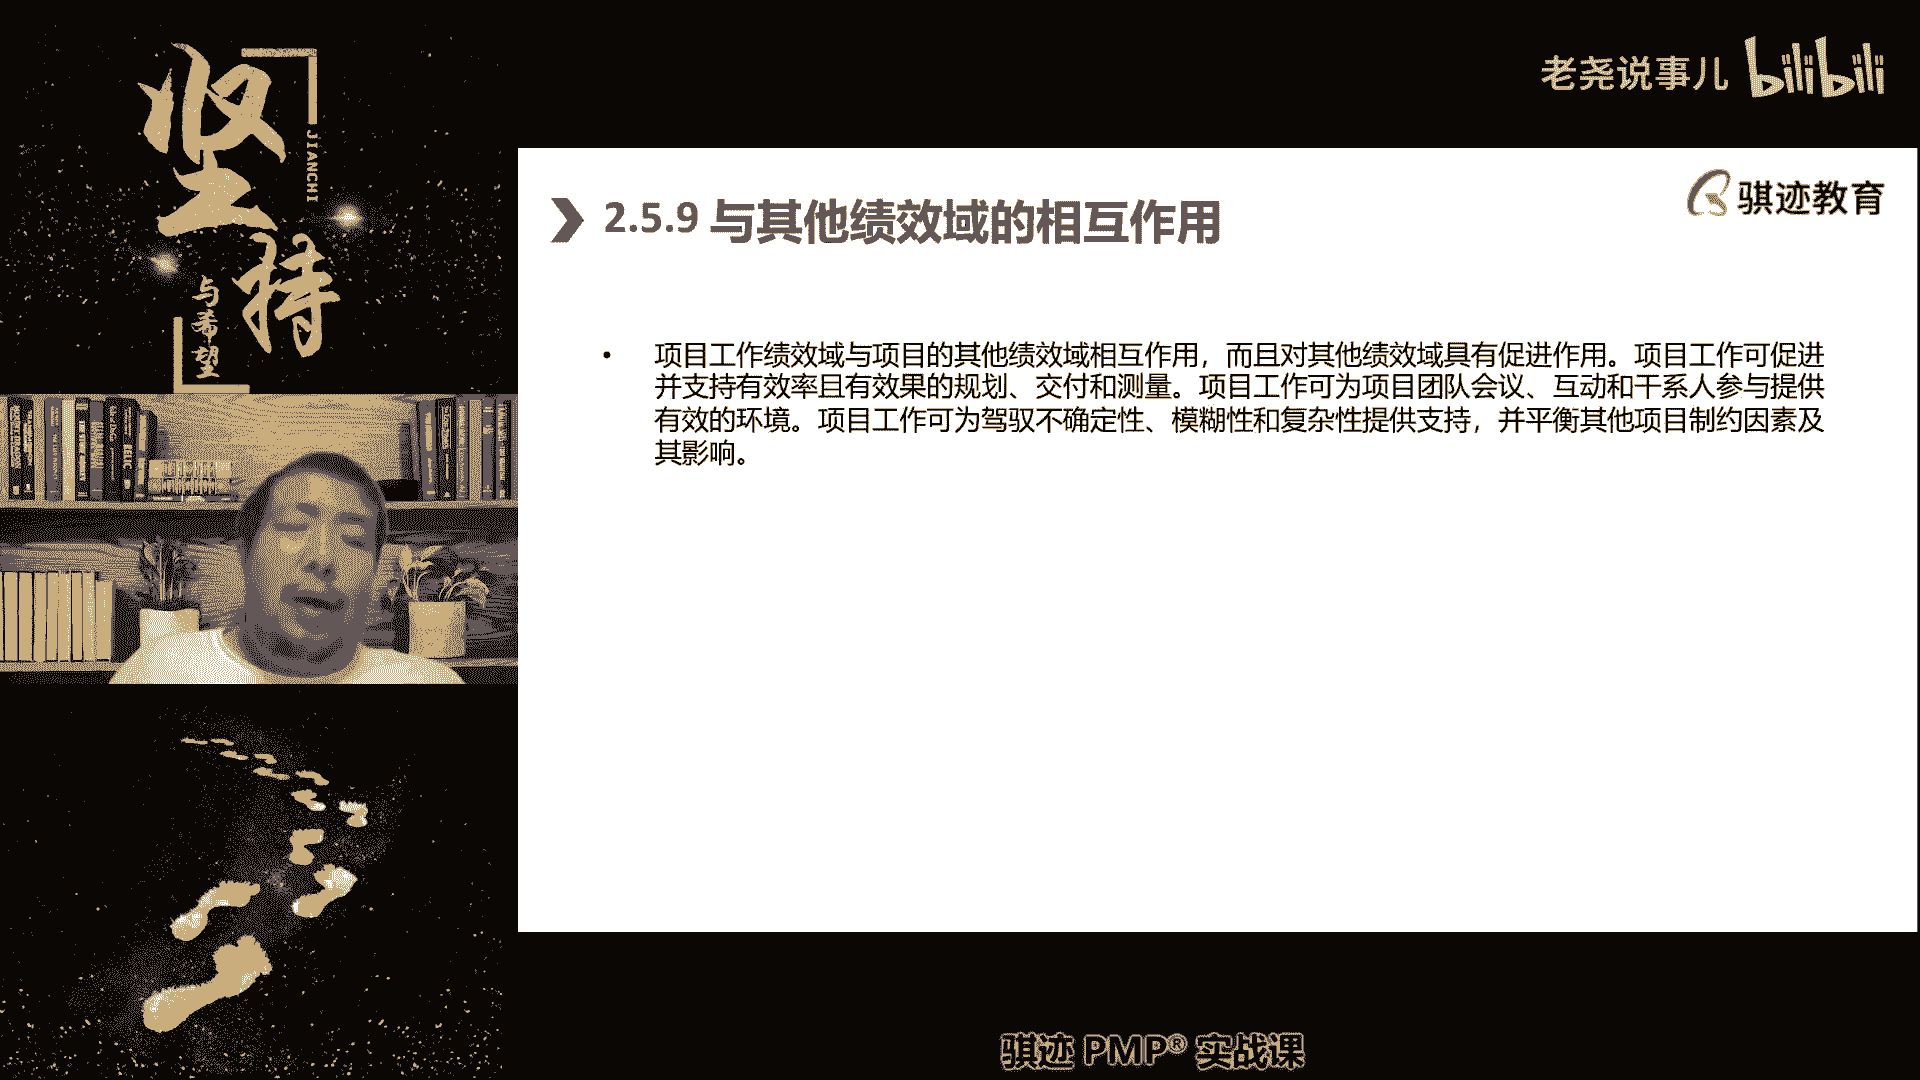 坚持
JIANCHI
与希望
老尧说事儿 bilibili
骐迹教育
2.5.9 与其他绩效域的相互作用
• 项目工作绩效域与项目的其他绩效域相互作用，而且对其他绩效域具有促进作用。项目工作可促进
并支持有效率且有效果的规划、交付和测量。项目工作可为项目团队会议、互动和干系人参与提供
有效的环境。项目工作可为驾驭不确定性、模糊性和复杂性提供支持，并平衡其他项目制约因素及
其影响。
骐迹 PMP® 实战课